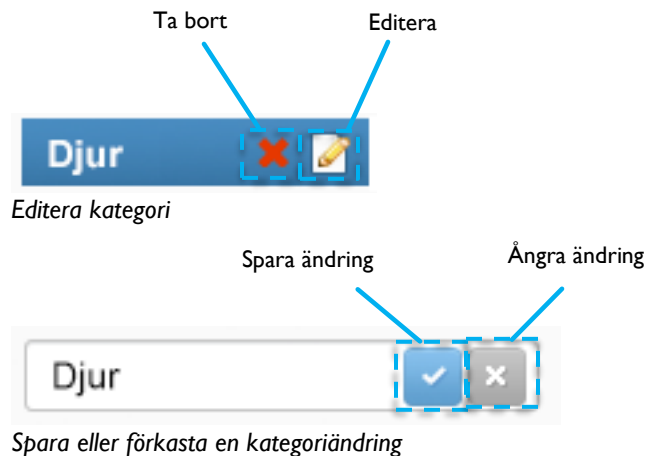 Ta bort Editera
Djur
Editera kategori
Spara ändring Ångra ändring
Djur
Spara eller förkasta en kategoriändring